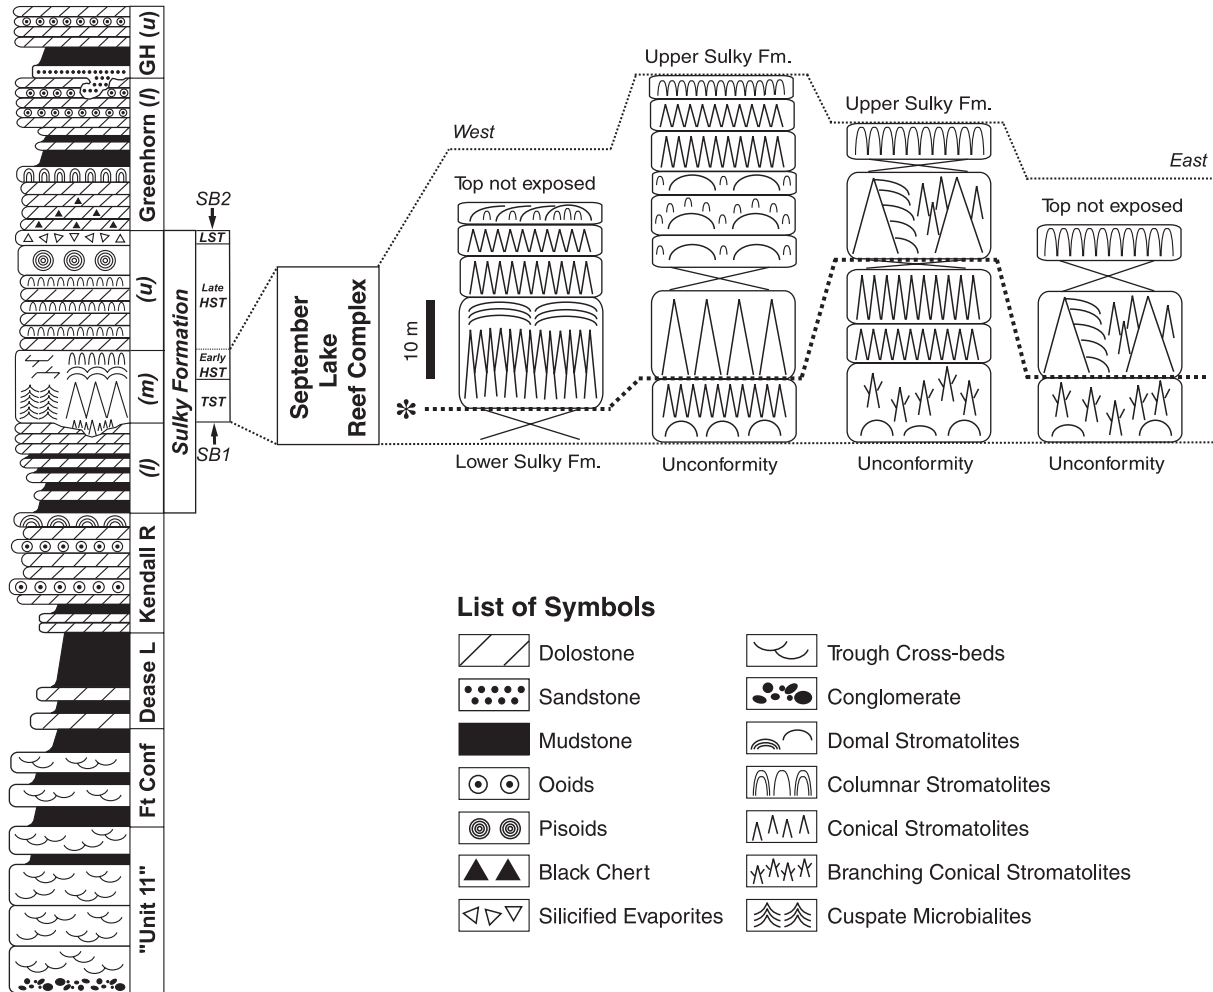 GH (u)
Greenhorn (l)
(u)
(m)
(l)
Kendall R
Dease L
Ft Conf
"Unit 11"
Sulky Formation
SB2
LST
Late
HST
Early
HST
TST
SB1
September
Lake
Reef Complex
10 m
*
West
Top not exposed
Lower Sulky Fm.
Upper Sulky Fm.
Unconformity
Upper Sulky Fm.
Unconformity
East
Top not exposed
Unconformity
List of Symbols
Dolostone
Sandstone
Mudstone
Ooids
Pisoids
Black Chert
Silicified Evaporites
Trough Cross-beds
Conglomerate
Domal Stromatolites
Columnar Stromatolites
Conical Stromatolites
Branching Conical Stromatolites
Cuspate Microbialites